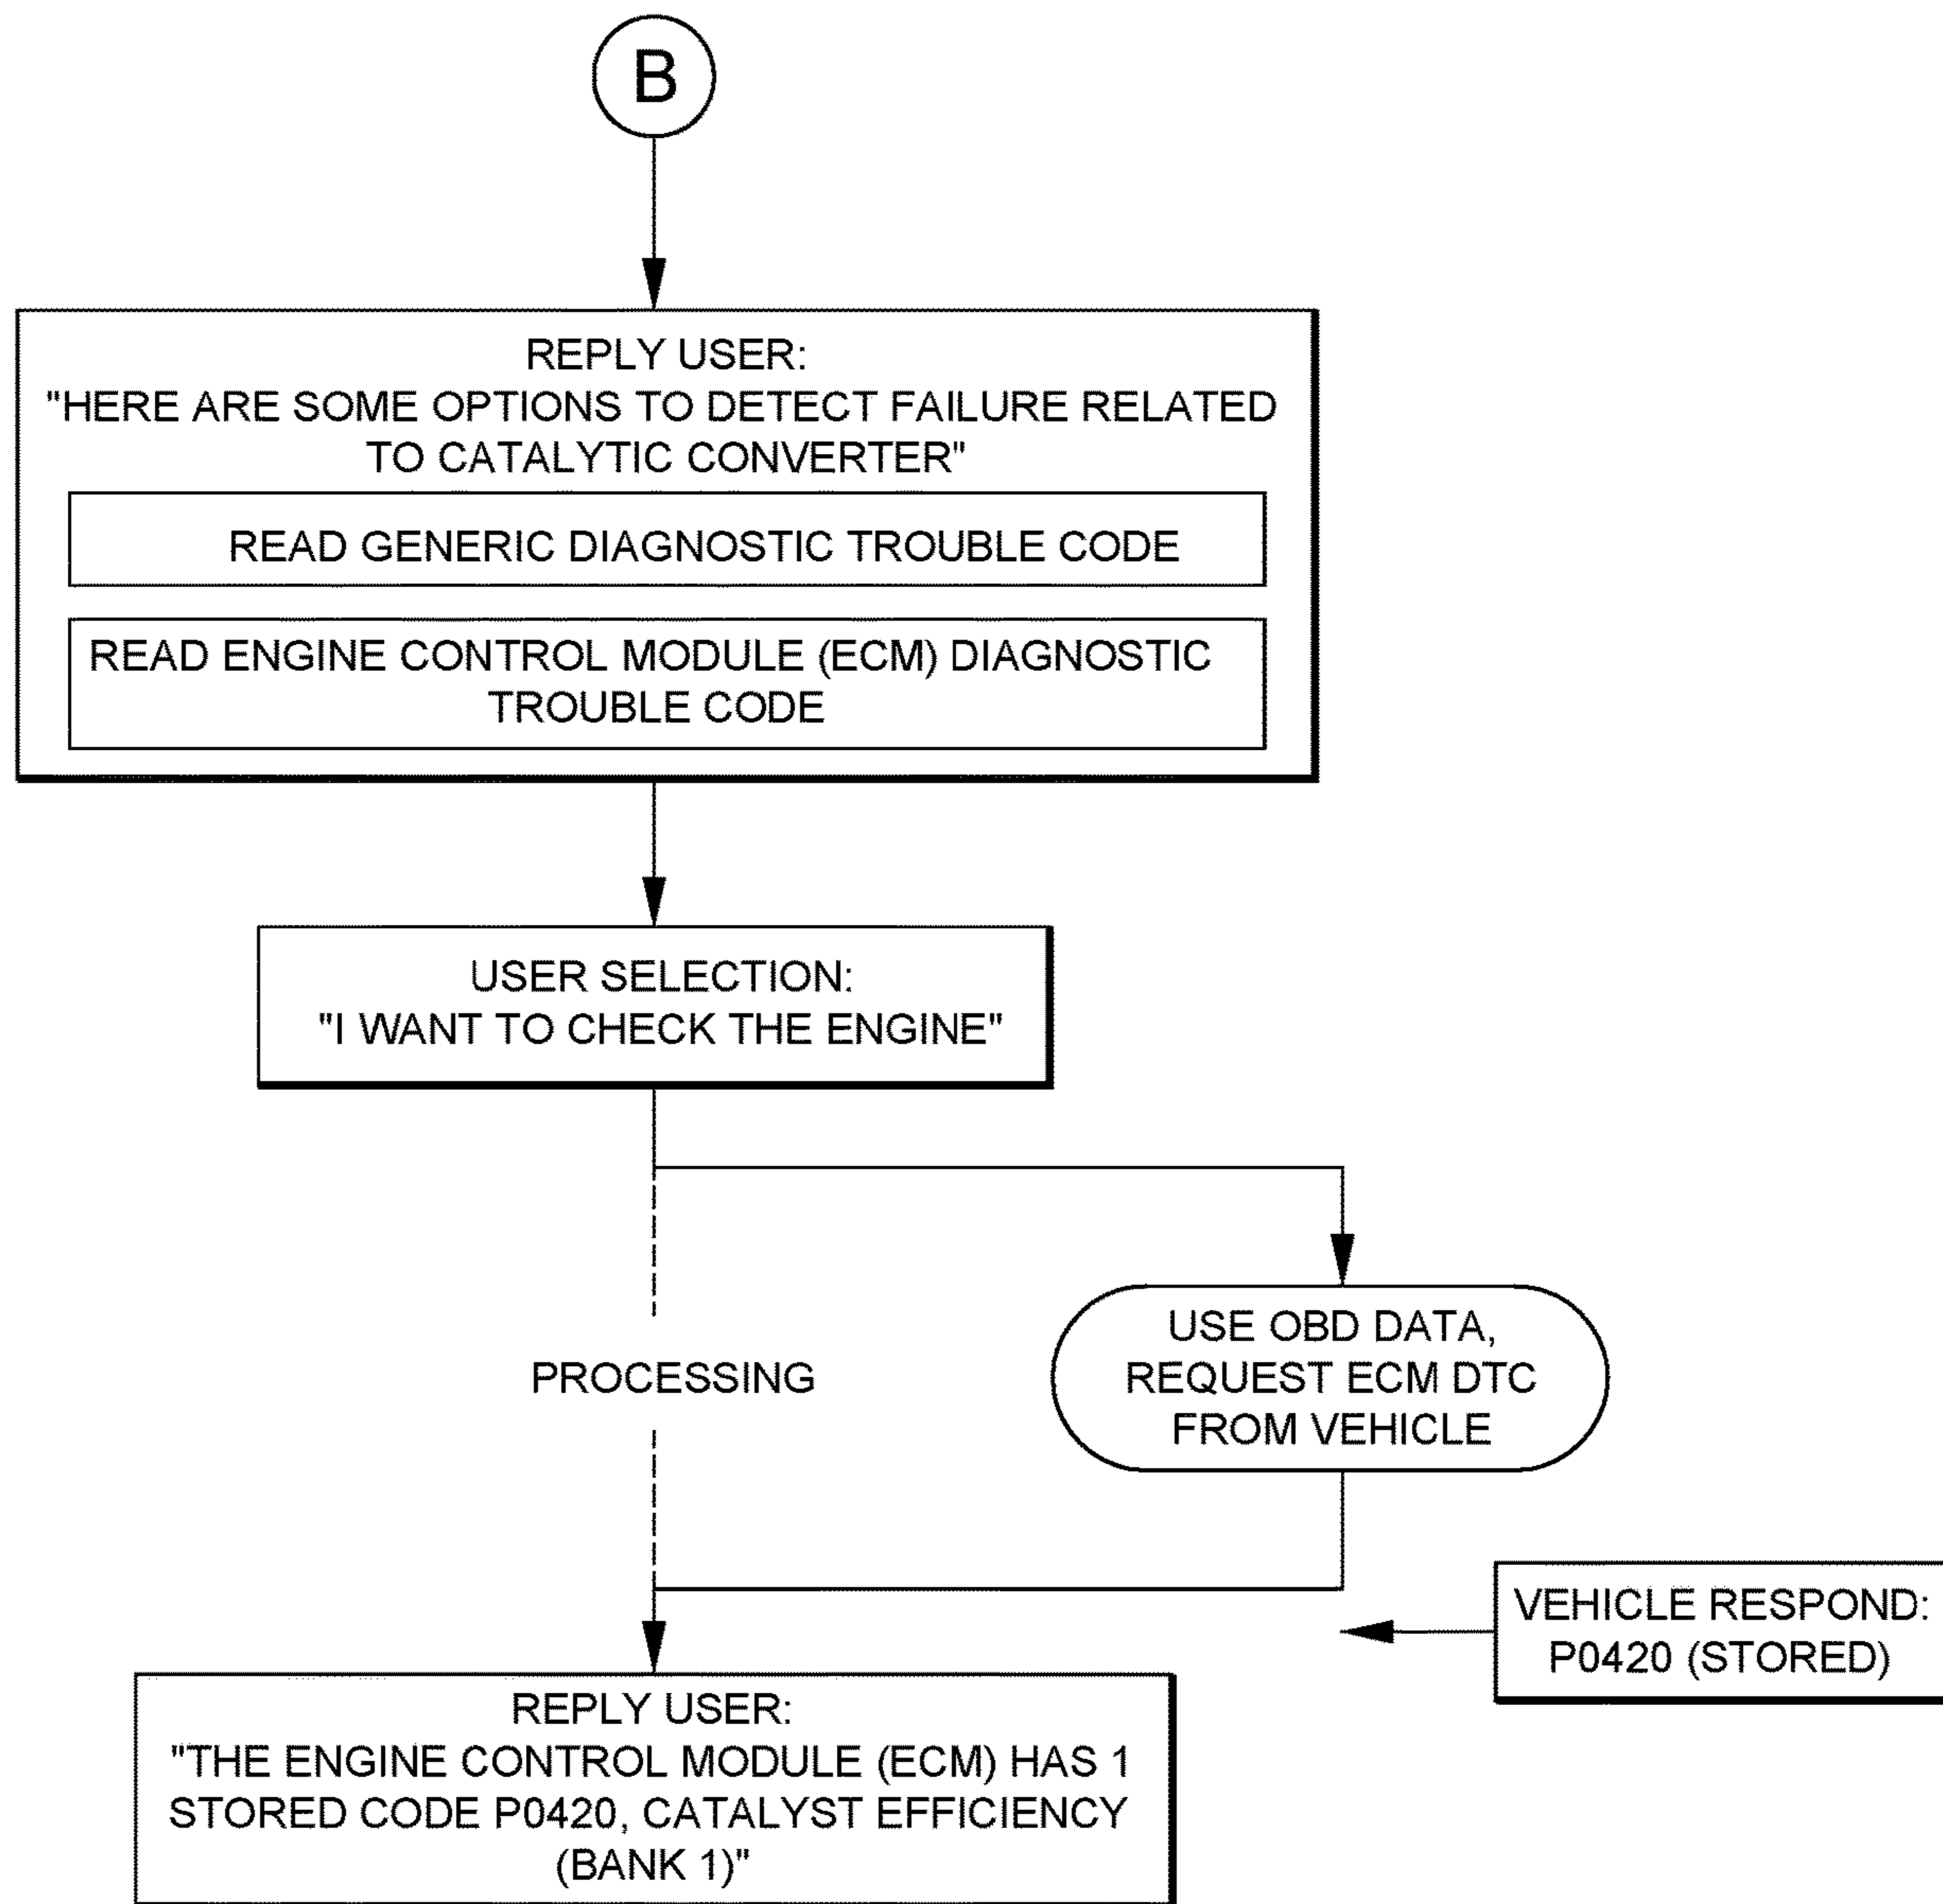 B
REPLY USER:
"HERE ARE SOME OPTIONS TO DETECT FAILURE RELATED
TO CATALYTIC CONVERTER"
READ GENERIC DIAGNOSTIC TROUBLE CODE
READ ENGINE CONTROL MODULE (ECM) DIAGNOSTIC
TROUBLE CODE
USER SELECTION:
"I WANT TO CHECK THE ENGINE"
PROCESSING
USE OBD DATA,
REQUEST ECM DTC
FROM VEHICLE
VEHICLE RESPOND:
P0420 (STORED)
REPLY USER:
"THE ENGINE CONTROL MODULE (ECM) HAS 1
STORED CODE P0420, CATALYST EFFICIENCY
(BANK 1)"